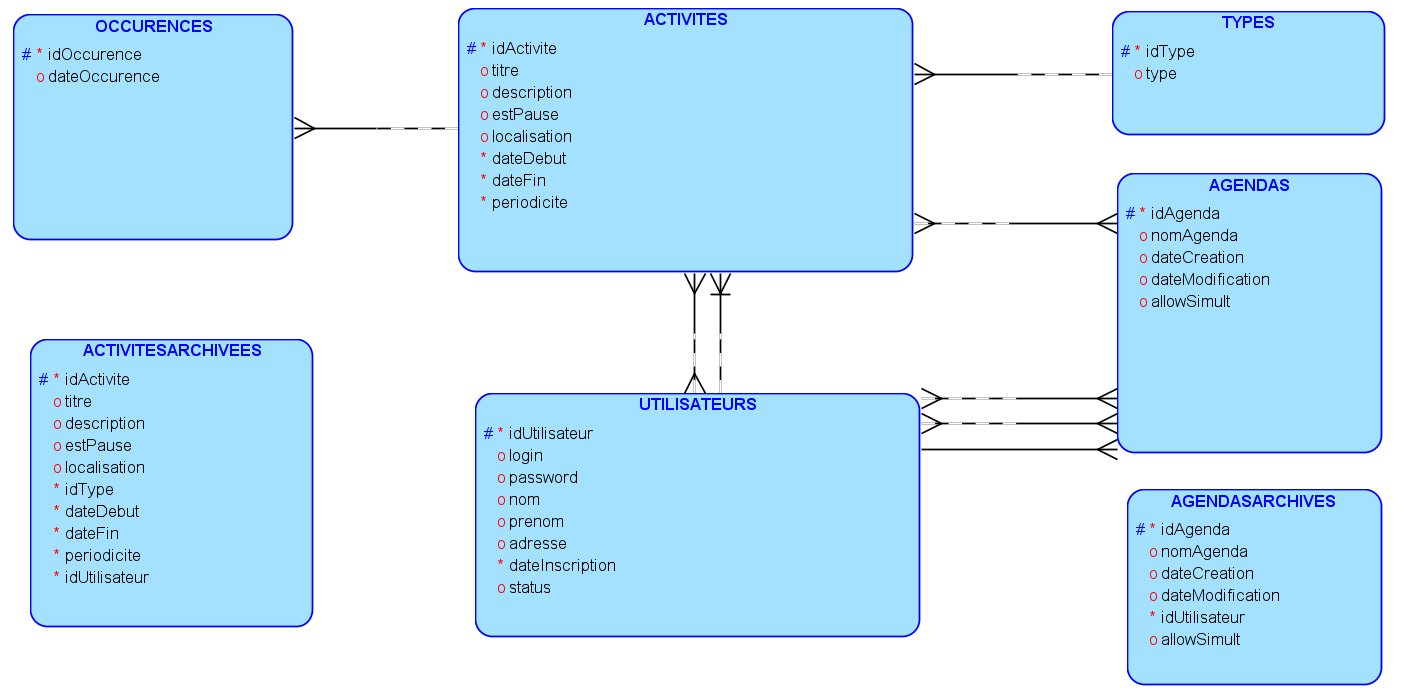 OCCURENCES
# * idOccurence
o dateOccurence
ACTIVITES
# * idActivite
o titre
o description
o estPause
o localisation
* dateDebut
* dateFin
* periodicite
TYPES
# * idType
o type
AGENDAS
# * idAgenda
o nomAgenda
o dateCreation
o dateModification
o allowSimult
ACTIVITESARCHIVEES
# * idActivite
o titre
o description
o estPause
o localisation
* idType
* dateDebut
* dateFin
* periodicite
* idUtilisateur
UTILISATEURS
# * idUtilisateur
o login
o password
o nom
o prenom
o adresse
* dateInscription
o status
AGENDASARCHIVES
# * idAgenda
o nomAgenda
o dateCreation
o dateModification
* idUtilisateur
o allowSimult